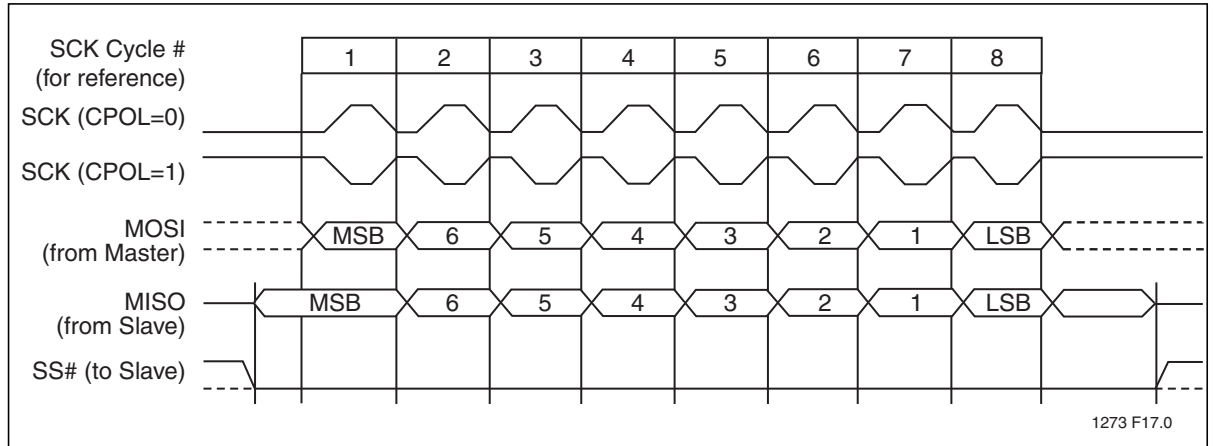 SCK Cycle #
(for reference)
1 2 3 4 5 6 7 8
SCK (CPOL=0)
SCK (CPOL=1)
MOSI
(from Master)
MSB 6 5 4 3 2 1 LSB
MISO
(from Slave)
MSB 6 5 4 3 2 1 LSB
SS# (to Slave)
1273 F17.0